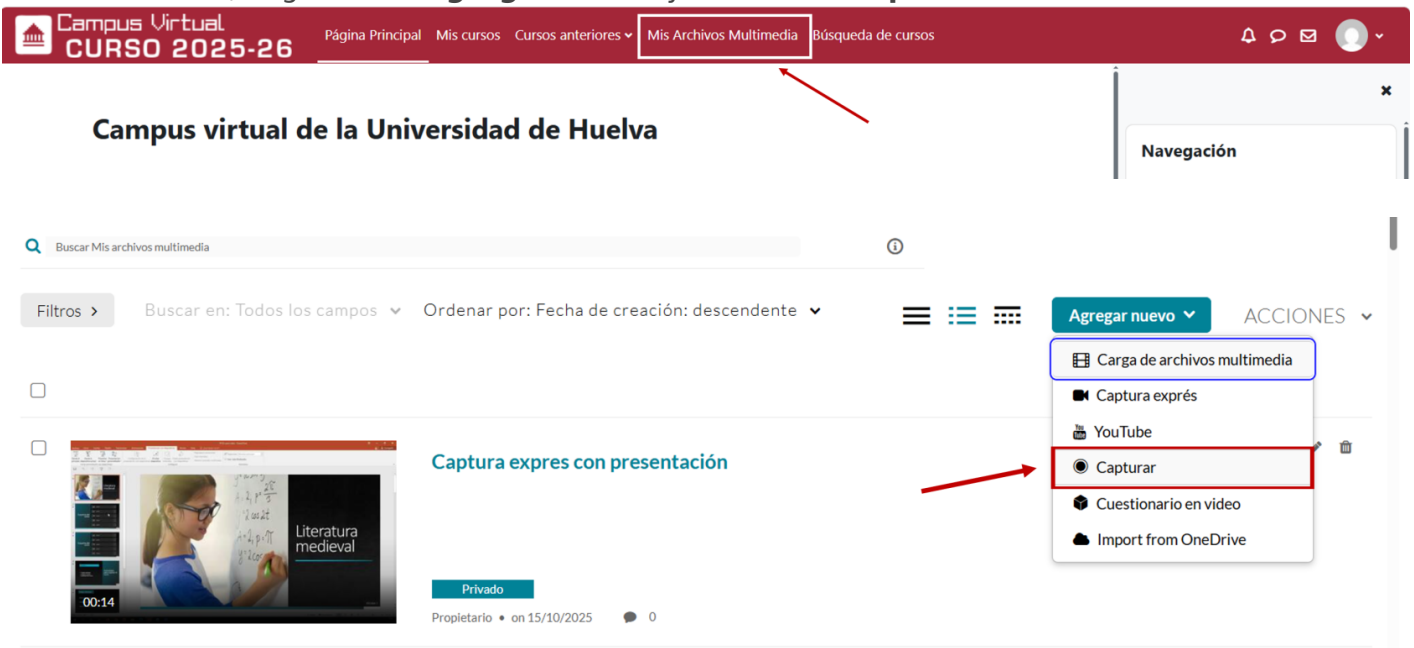 Campus Virtual
CURSO 2025-26
Página Principal Mis cursos Cursos anteriores Mis Archivos Multimedia Búsqueda de cursos
Campus virtual de la Universidad de Huelva
Navegación
Buscar Mis archivos multimedia
Filtros > Buscar en: Todos los campos Ordenar por: Fecha de creación: descendente Agregar nuevo ACCIONES
Carga de archivos multimedia
Captura exprés
YouTube
Capturar
Cuestionario en video
Import from OneDrive
Captura expres con presentación
Literatura
medieval
00:14
Privado
Propietario • on 15/10/2025 0